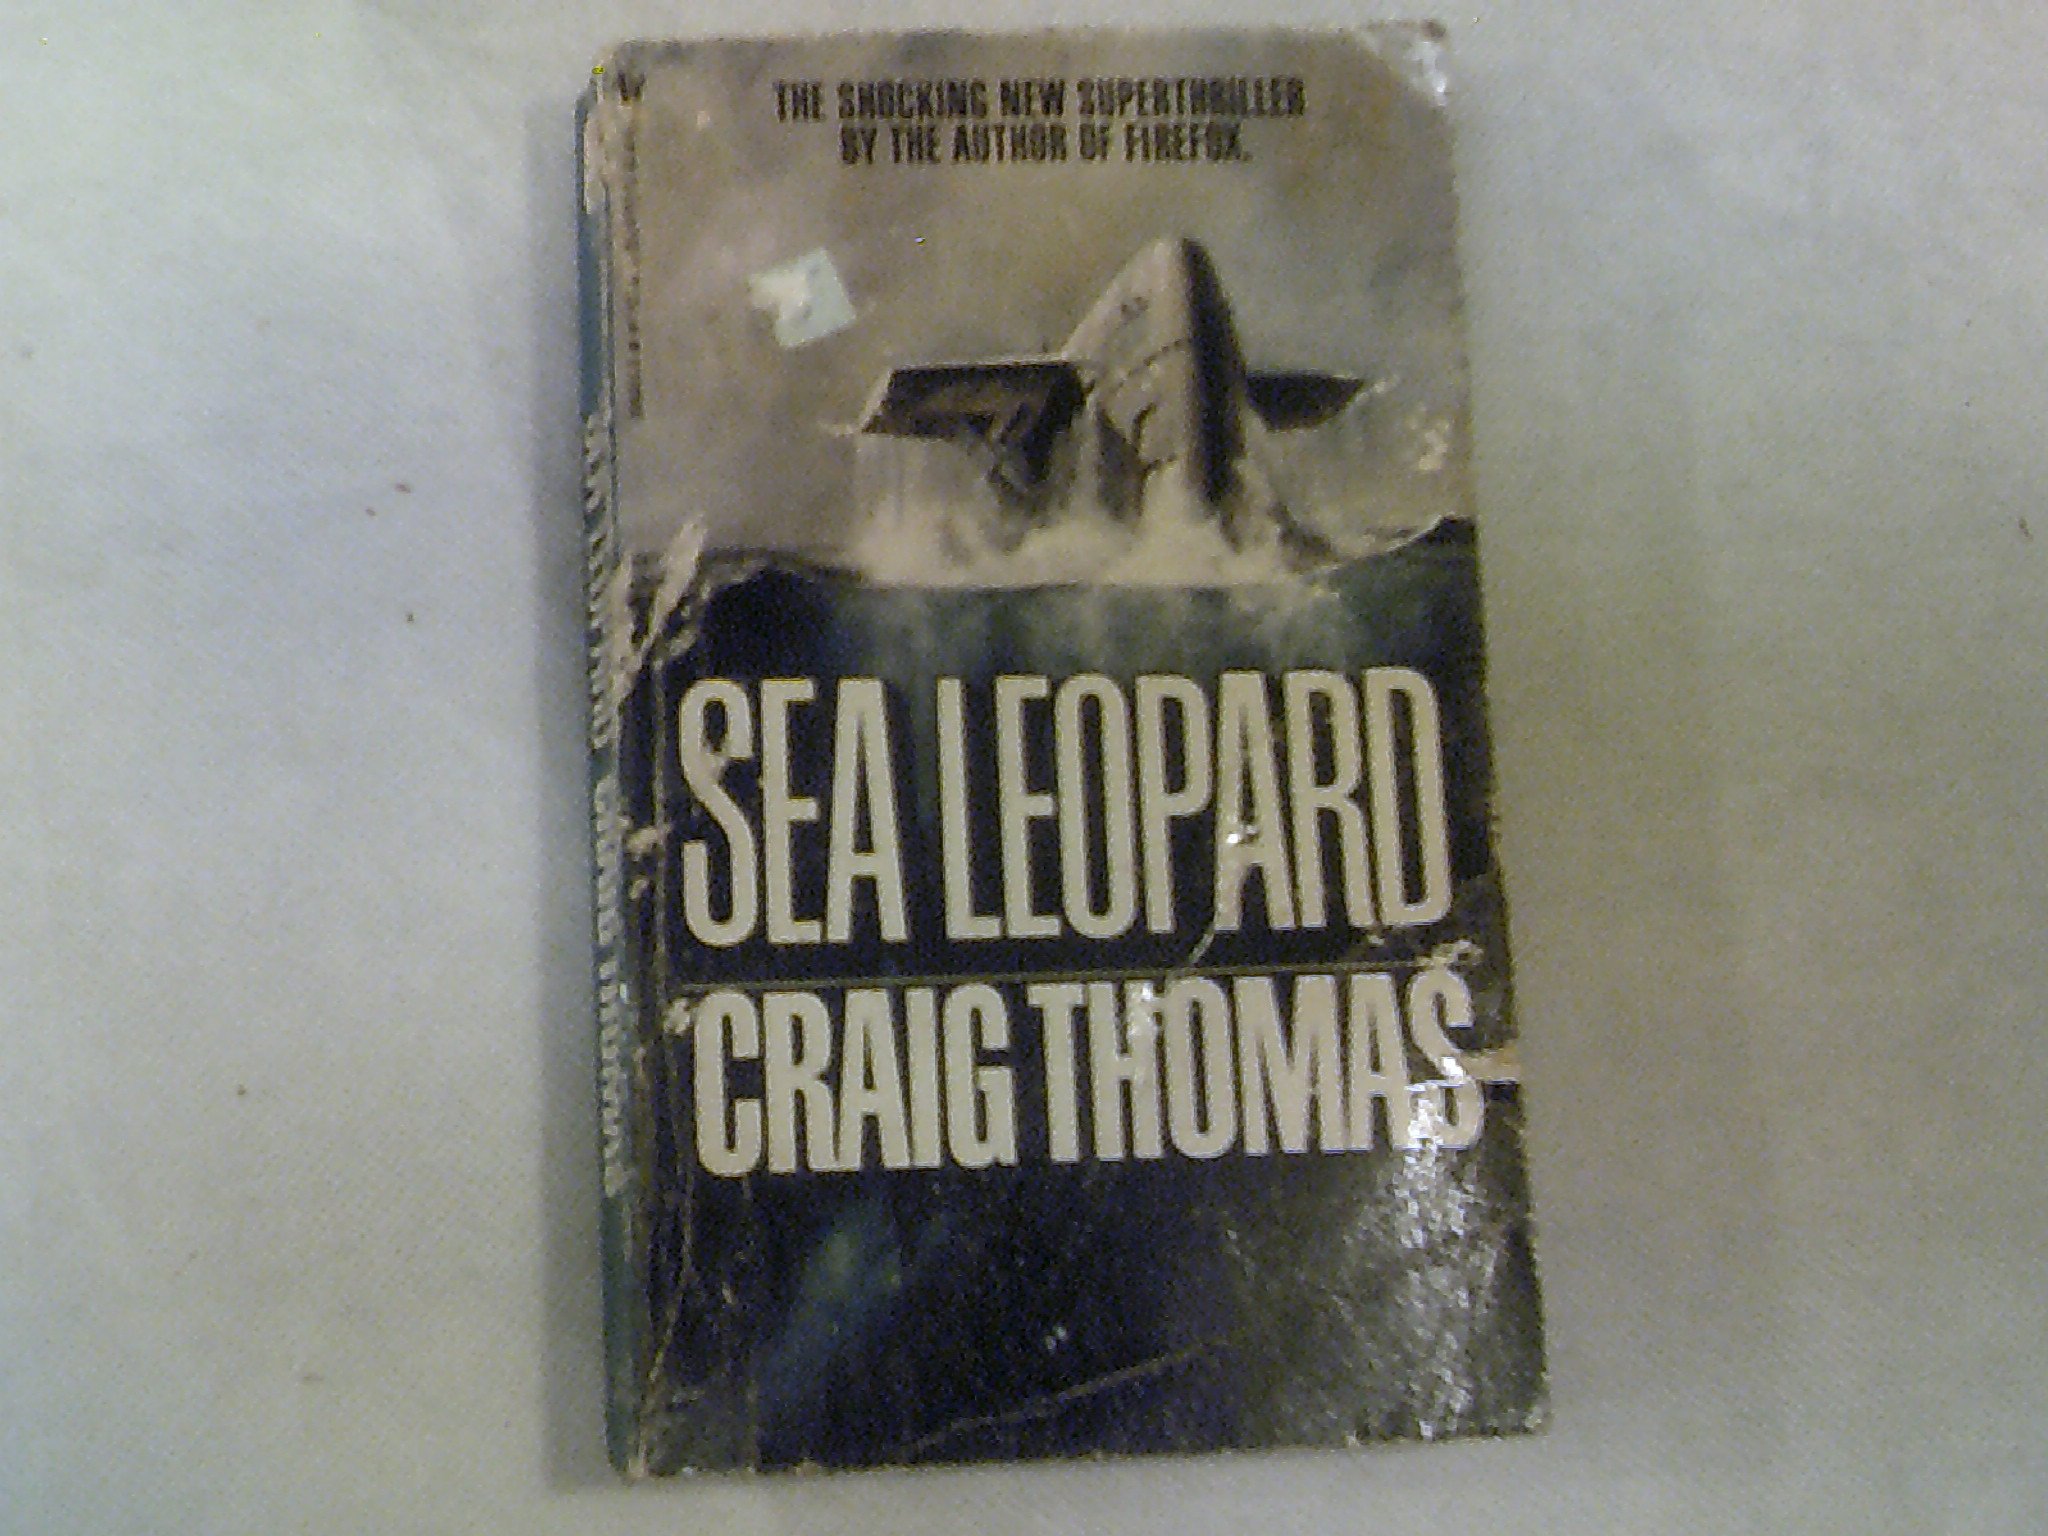 THE SHOCKING NEW SUPERTHRILLER
BY THE AUTHOR OF FIREFOX.
SEA LEOPARD
CRAIG THOMAS